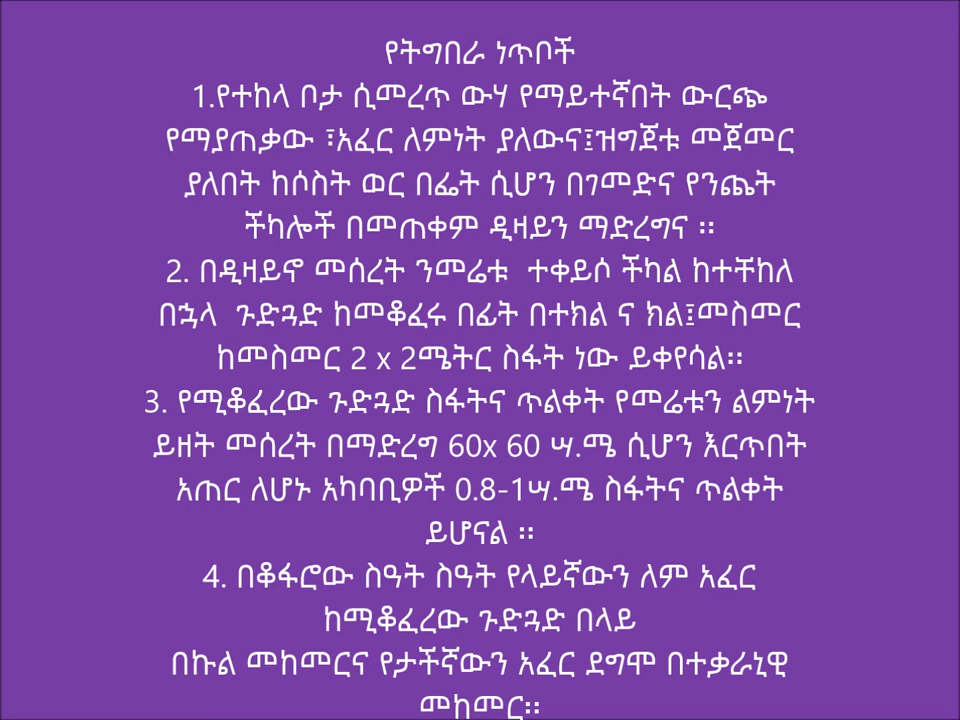 የትግበራ ነጥቦች
1.የተከላ ቦታ ሲመረጥ ውሃ የማይተኛበት ውርጭ
የማያጠቃው ፣አፈር ለምነት ያለውና፤ዝግጀቱ መጀመር
ያለበት ከሶስት ወር በፌት ሲሆን በገመድና የንጨት
ችካሎች በመጠቀም ዲዛይን ማድረግና ፡፡
2. በዲዛይኖ መሰረት ንመሬቱ ተቀይሶ ችካል ከተቸከለ
በኋላ ጉድጓድ ከመቆፈሩ በፊት በተክል ና ክል፤መስመር
ከመስመር 2 x 2ሜትር ስፋት ነው ይቀየሳል፡፡
3. የሚቆፈረው ጉድጓድ ስፋትና ጥልቀት የመሬቱን ልምነት
ይዘት መሰረት በማድረግ 60x 60 ሣ.ሜ ሲሆን እርጥበት
አጠር ለሆኑ አካባቢዎች 0.8-1ሣ.ሜ ስፋትና ጥልቀት
ይሆናል ፡፡
4. በቆፋሮው ስዓት ስዓት የላይኛውን ለም አፈር
ከሚቆፈረው ጉድጓድ በላይ
በኩል መከመርና የታችኛውን አፈር ደግሞ በተቃራኒዊ
መከመር፡፡